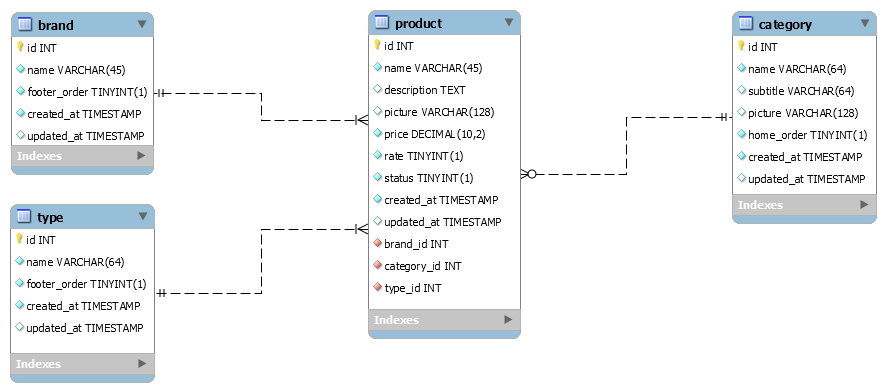 brand
id INT
name VARCHAR(45)
footer_order TINYINT(1)
created_at TIMESTAMP
updated_at TIMESTAMP
Indexes
type
id INT
name VARCHAR(64)
footer_order TINYINT(1)
created_at TIMESTAMP
updated_at TIMESTAMP
Indexes
product
id INT
name VARCHAR(45)
description TEXT
picture VARCHAR(128)
price DECIMAL(10,2)
rate TINYINT(1)
status TINYINT(1)
created_at TIMESTAMP
updated_at TIMESTAMP
brand_id INT
category_id INT
type_id INT
Indexes
category
id INT
name VARCHAR(64)
subtitle VARCHAR(64)
picture VARCHAR(128)
home_order TINYINT(1)
created_at TIMESTAMP
updated_at TIMESTAMP
Indexes